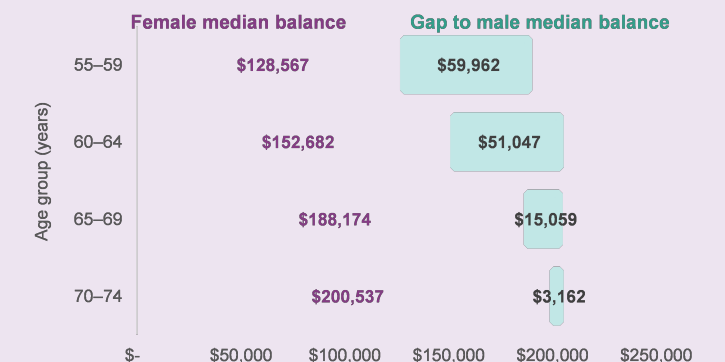 Female median balance Gap to male median balance
55–59 $128,567 $59,962
60–64 $152,682 $51,047
65–69 $188,174 $15,059
70–74 $200,537 $3,162
Age group (years)
$- $50,000 $100,000 $150,000 $200,000 $250,000